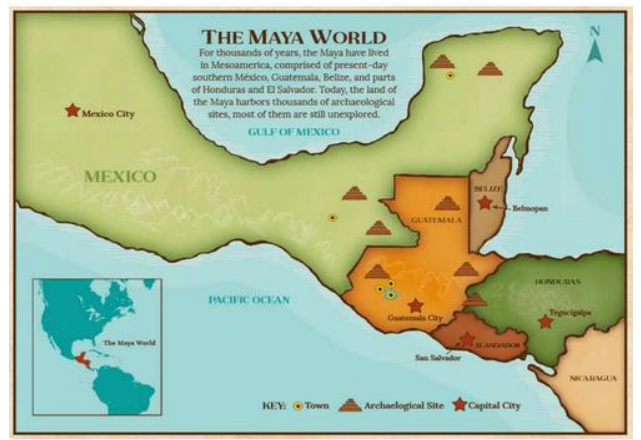 THE MAYA WORLD
For thousands of years, the Maya have lived
in Mesoamerica, comprised of present-day
southern México, Guatemala, Belize, and parts
of Honduras and El Salvador. Today, the land of
the Maya harbors thousands of archaeological
sites, most of them are still unexplored.
N
GULF OF MEXICO
Mexico City
MEXICO
BELIZE
Belmopan
GUATEMALA
HONDURAS
PACIFIC OCEAN
Guatemala City
Tegucigalpa
The Maya World
San Salvador
EL SALVADOR
NICARAGUA
KEY: Town Archaelogical Site Capital City